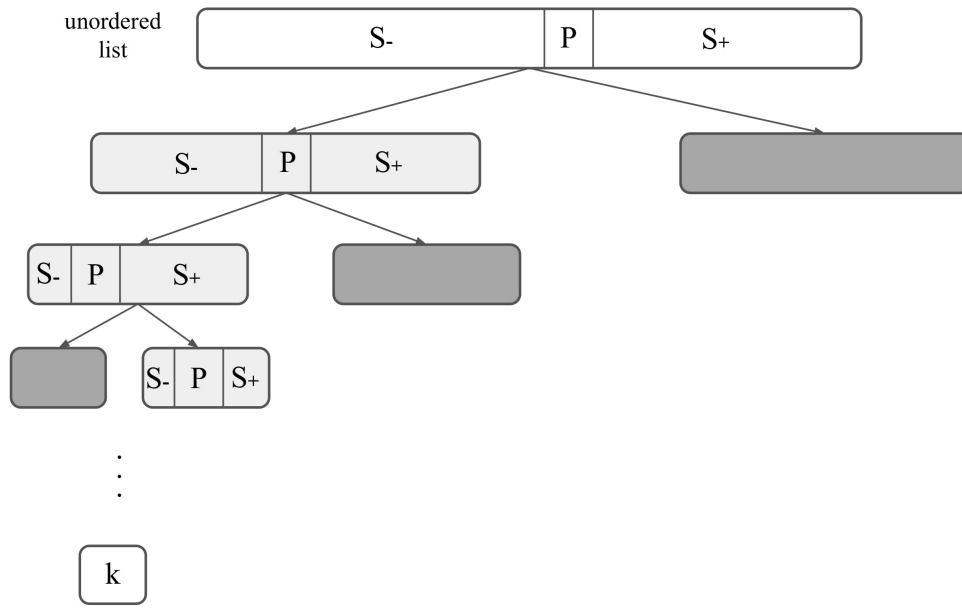 unordered
list
S- P S+
S- P S+
S- P S+
S- P S+
k